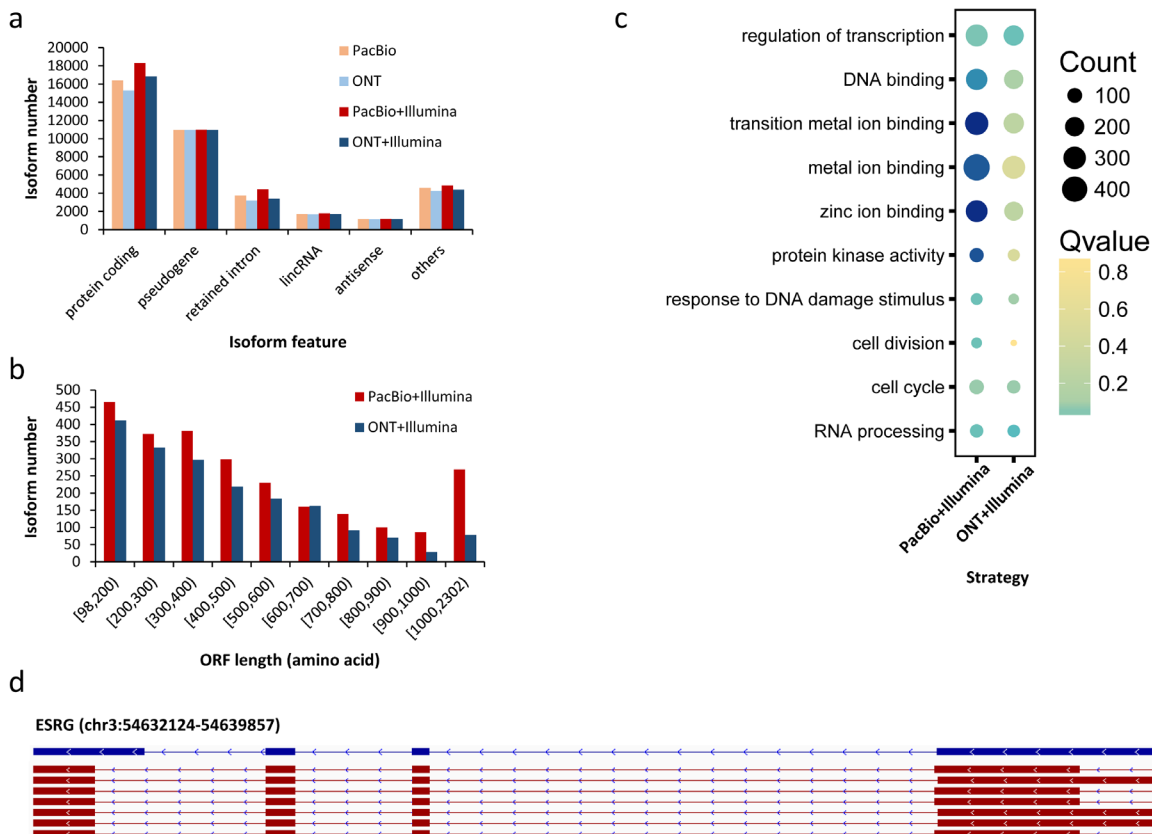 a
20000
18000
16000
14000
12000
10000
8000
6000
4000
2000
0
Isoform number
PacBio
ONT
PacBio+Illumina
ONT+Illumina
protein coding
pseudogene
retained intron
lincRNA
antisense
others
Isoform feature
b
500
450
400
350
300
250
200
150
100
50
0
Isoform number
PacBio+Illumina
ONT+Illumina
[98,200)
[200,300)
[300,400)
[400,500)
[500,600)
[600,700)
[700,800)
[800,900)
[900,1000)
[1000,2302)
ORF length (amino acid)
c
regulation of transcription
DNA binding
transition metal ion binding
metal ion binding
zinc ion binding
protein kinase activity
response to DNA damage stimulus
cell division
cell cycle
RNA processing
PacBio+Illumina
ONT+Illumina
Strategy
Count
100
200
300
400
Qvalue
0.8
0.6
0.4
0.2
d
ESRG (chr3:54632124-54639857)